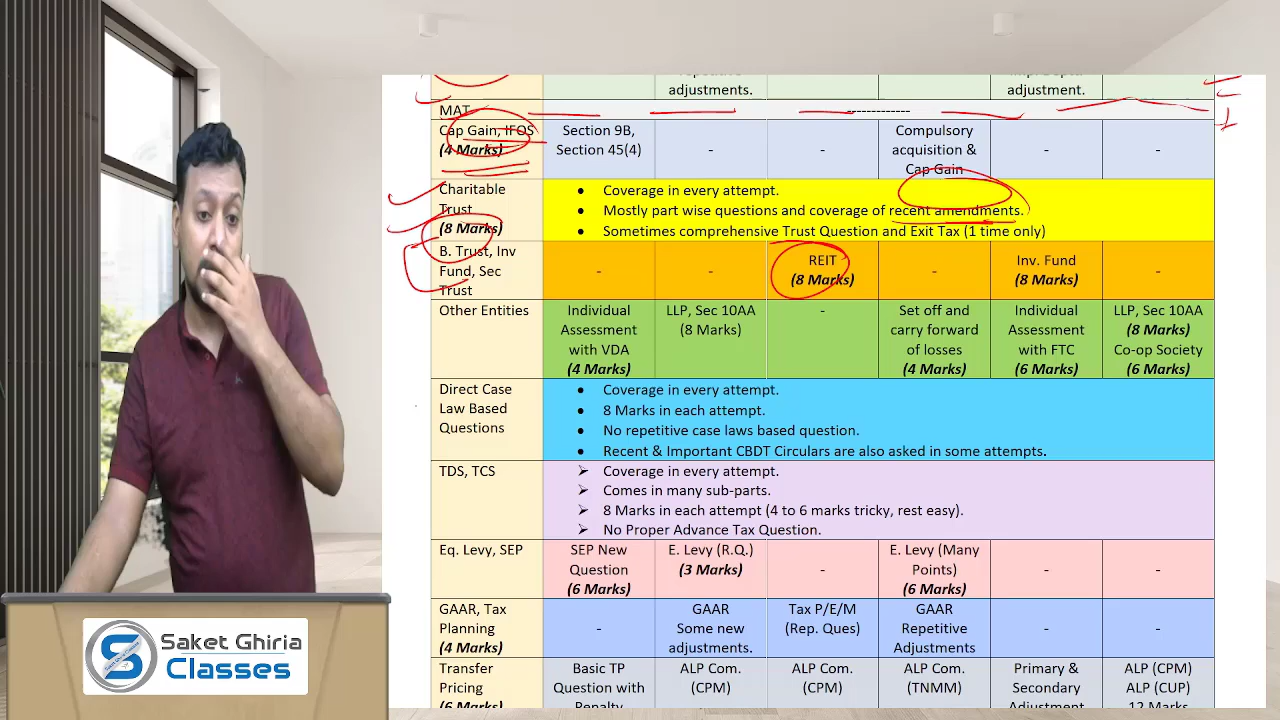 repetitive
adjustments.
adjustment.
MAT
------------
Cap Gain, IFOS
(4 Marks)
Section 9B,
Section 45(4)
-
-
Compulsory
acquisition &
Cap Gain
-
-
Charitable
Trust
(8 Marks)
• Coverage in every attempt.
• Mostly part wise questions and coverage of recent amendments.
• Sometimes comprehensive Trust Question and Exit Tax (1 time only)
B. Trust, Inv
Fund, Sec
Trust
-
-
REIT
(8 Marks)
-
Inv. Fund
(8 Marks)
-
Other Entities
Individual
Assessment
with VDA
(4 Marks)
LLP, Sec 10AA
(8 Marks)
-
Set off and
carry forward
of losses
(4 Marks)
Individual
Assessment
with FTC
(6 Marks)
LLP, Sec 10AA
(8 Marks)
Co-op Society
(6 Marks)
Direct Case
Law Based
Questions
• Coverage in every attempt.
• 8 Marks in each attempt.
• No repetitive case laws based question.
• Recent & Important CBDT Circulars are also asked in some attempts.
TDS, TCS
➢ Coverage in every attempt.
➢ Comes in many sub-parts.
➢ 8 Marks in each attempt (4 to 6 marks tricky, rest easy).
➢ No Proper Advance Tax Question.
Eq. Levy, SEP
SEP New
Question
(6 Marks)
E. Levy (R.Q.)
(3 Marks)
-
E. Levy (Many
Points)
(6 Marks)
-
-
GAAR, Tax
Planning
(4 Marks)
-
GAAR
Some new
adjustments.
Tax P/E/M
(Rep. Ques)
GAAR
Repetitive
Adjustments
-
-
Transfer
Pricing
(6 Marks)
Basic TP
Question with
Penalty
ALP Com.
(CPM)
ALP Com.
(CPM)
ALP Com.
(TNMM)
Primary &
Secondary
Adjustment
ALP (CPM)
ALP (CUP)
12 Marks
Saket Ghiria
Classes